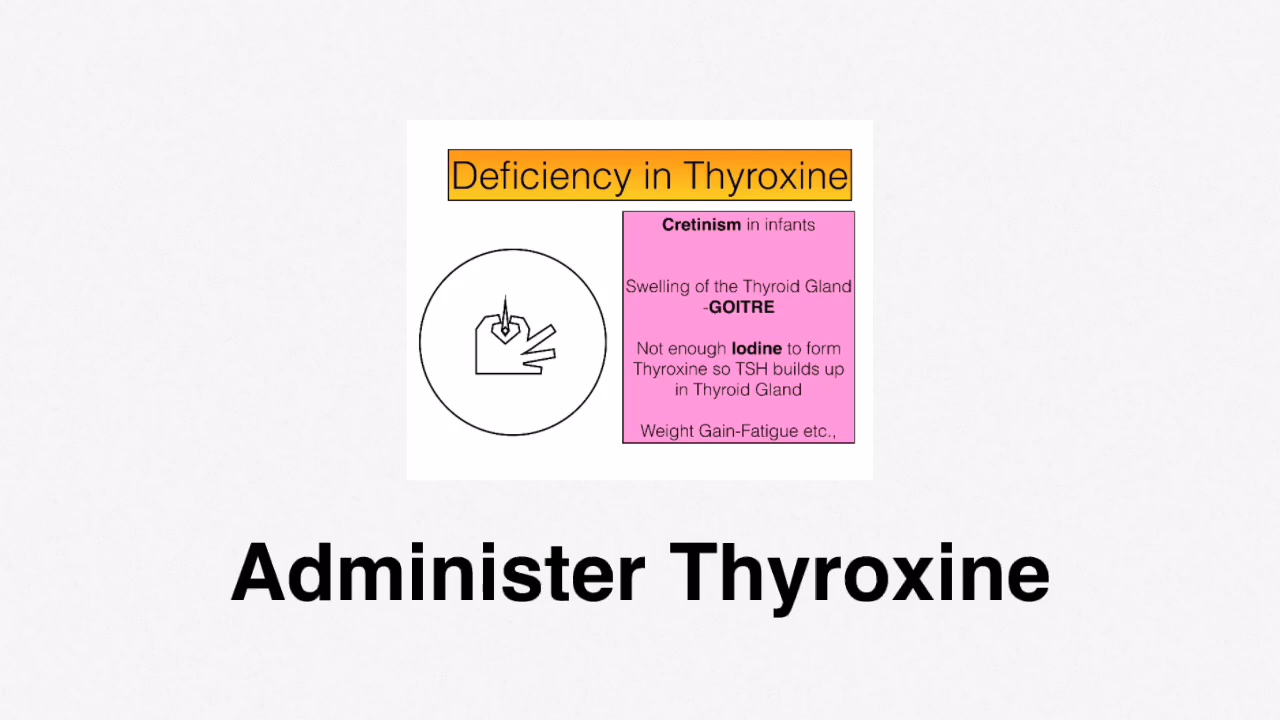 Deficiency in Thyroxine
Cretinism in infants
Swelling of the Thyroid Gland
-GOITRE
Not enough Iodine to form
Thyroxine so TSH builds up
in Thyroid Gland
Weight Gain-Fatigue etc.,
Administer Thyroxine